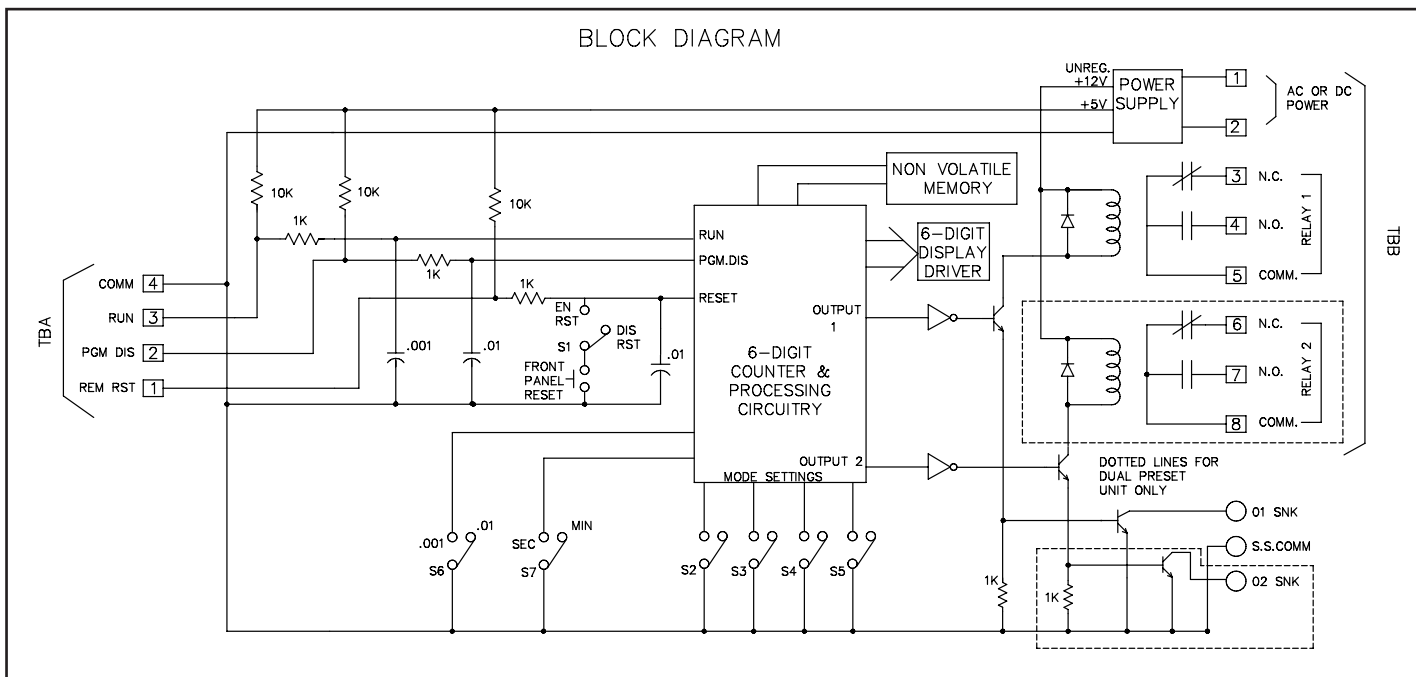 BLOCK DIAGRAM
UNREG.
+12V
+5V
POWER
SUPPLY
1
2
AC OR DC
POWER
10K
10K
10K
1K
1K
1K
NON VOLATILE
MEMORY
6-DIGIT
DISPLAY
DRIVER
3 N.C.
4 N.O.
5 COMM.
RELAY 1
TBB
TBA
COMM 4
RUN 3
PGM DIS 2
REM RST 1
RUN
PGM.DIS
RESET
OUTPUT
1
6-DIGIT
COUNTER &
PROCESSING
CIRCUITRY
OUTPUT 2
MODE SETTINGS
.001
.01
EN
RST
DIS
RST
S1
FRONT
PANEL
RESET
.01
6 N.C.
7 N.O.
8 COMM.
RELAY 2
DOTTED LINES FOR
DUAL PRESET
UNIT ONLY
.001
.01
S6
SEC
MIN
S7
S2
S3
S4
S5
1K
1K
O1 SNK
S.S.COMM
O2 SNK